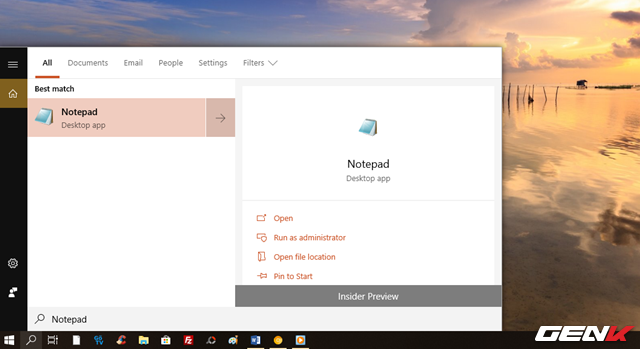 All Documents Email People Settings Filters
Best match
Notepad
Desktop app
Notepad
Desktop app
Open
Run as administrator
Open file location
Pin to Start
Insider Preview
Notepad
GENK